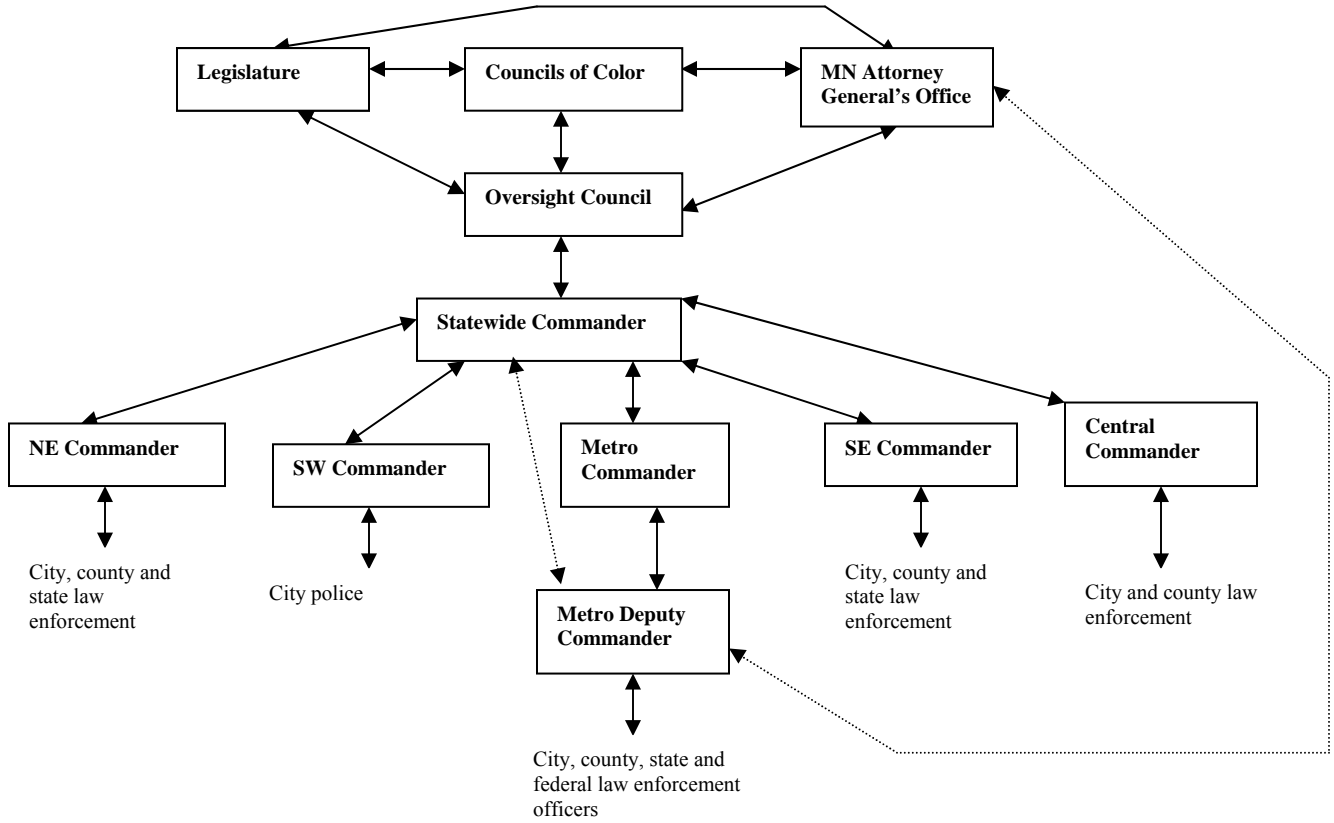 Legislature
Councils of Color
MN Attorney
General’s Office
Oversight Council
Statewide Commander
NE Commander
SW Commander
Metro
Commander
SE Commander
Central
Commander
City, county and
state law
enforcement
City police
Metro Deputy
Commander
City, county and
state law
enforcement
City and county law
enforcement
City, county, state and
federal law enforcement
officers